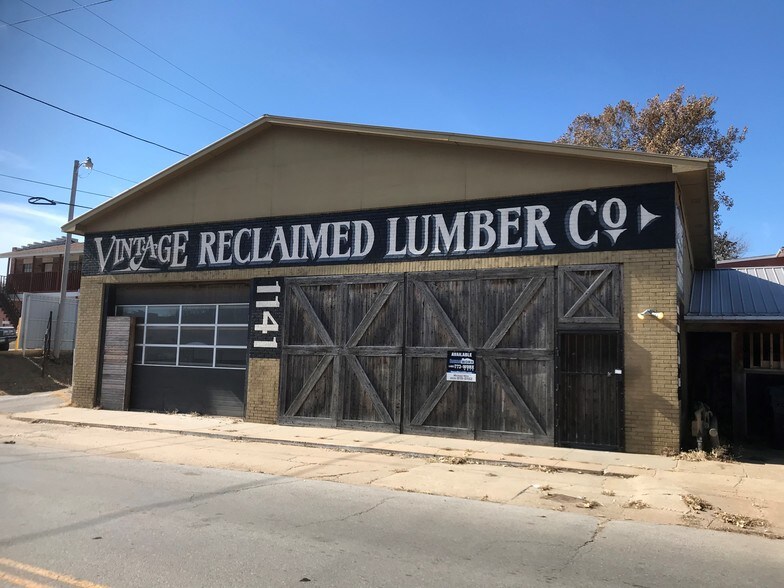 VINTAGE RECLAIMED LUMBER CO
1141
AVAILABLE